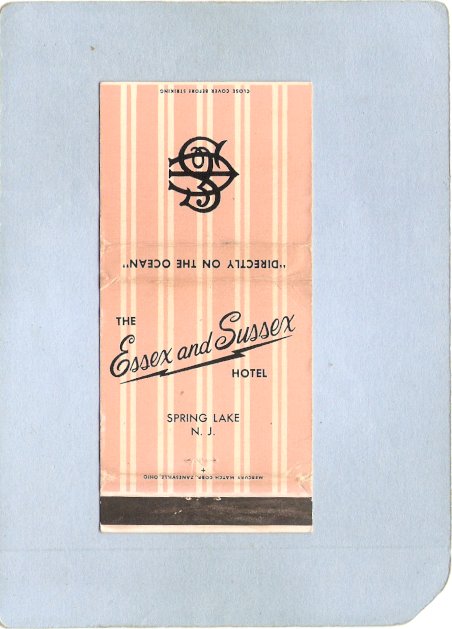 CLOSE COVER BEFORE STRIKING
"DIRECTLY ON THE OCEAN"
THE
Essex and Sussex
HOTEL
SPRING LAKE
N. J.
MERCURY MATCH CORP. ZANESVILLE, OHIO